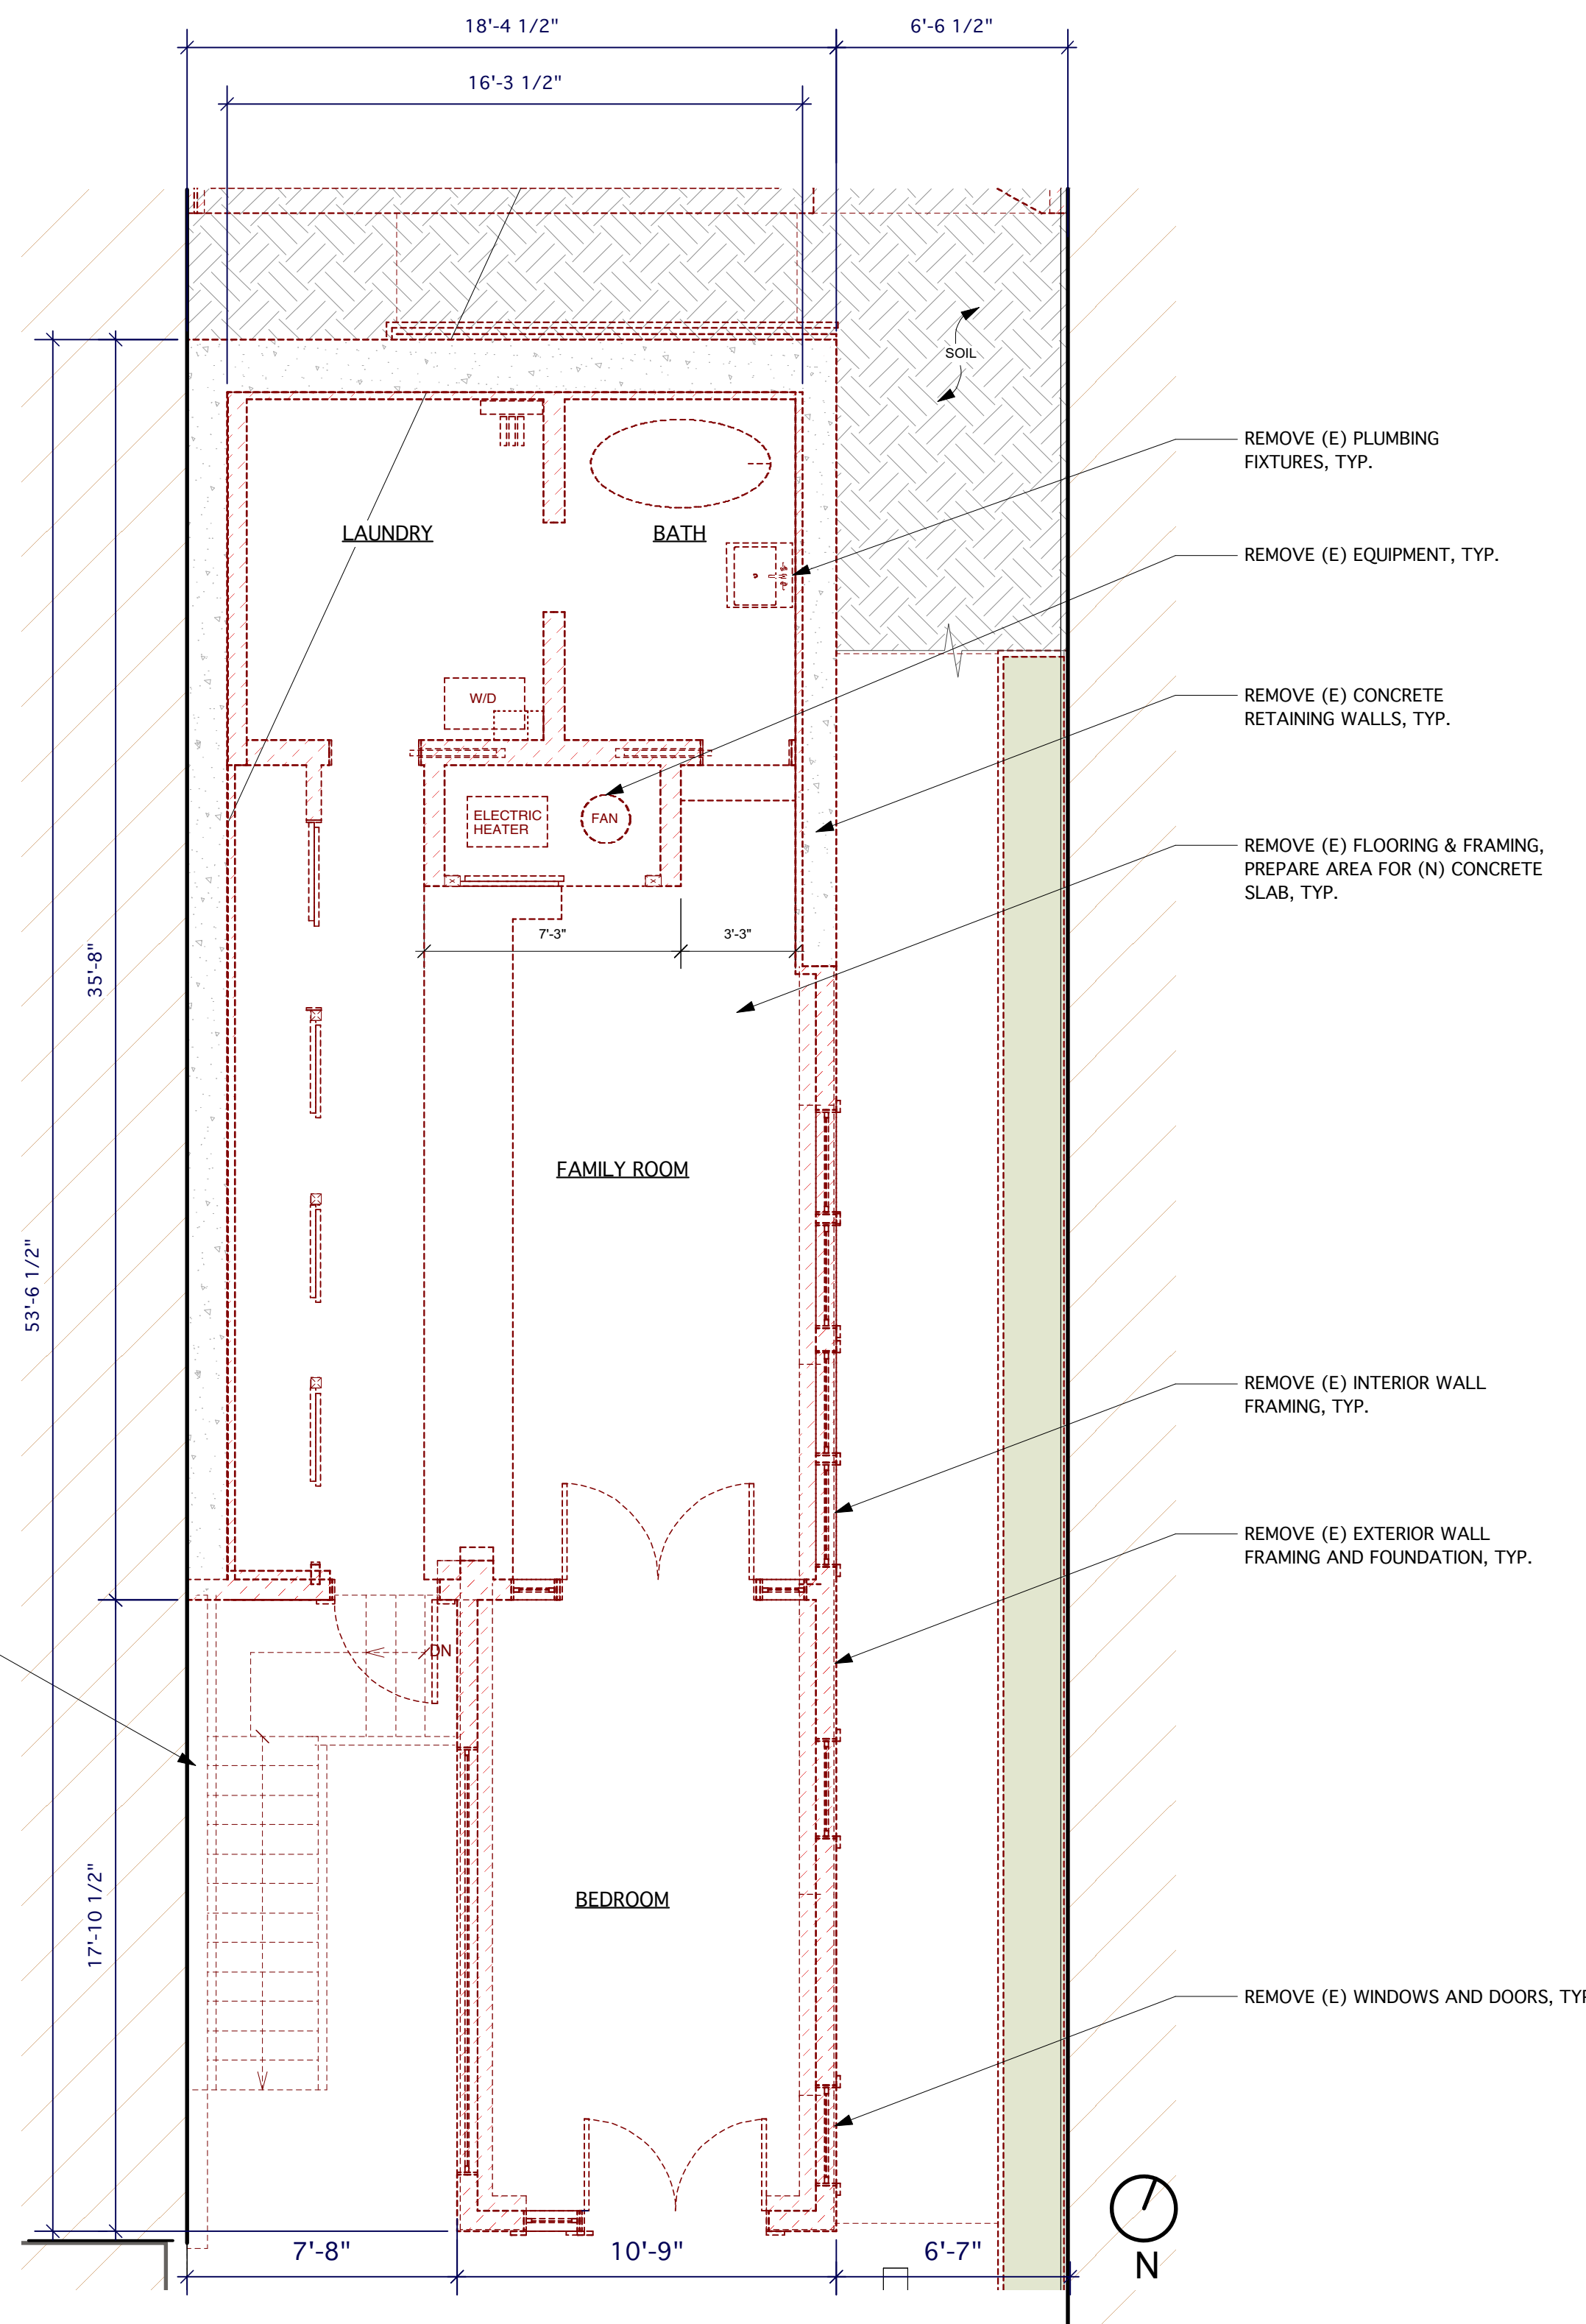 18'-4 1/2"
6'-6 1/2"
16'-3 1/2"
SOIL
REMOVE (E) PLUMBING
FIXTURES, TYP.
LAUNDRY
BATH
REMOVE (E) EQUIPMENT, TYP.
W/D
REMOVE (E) CONCRETE
RETAINING WALLS, TYP.
ELECTRIC
HEATER
FAN
REMOVE (E) FLOORING & FRAMING,
PREPARE AREA FOR (N) CONCRETE
SLAB, TYP.
7'-3"
3'-3"
35'-8"
FAMILY ROOM
53'-6 1/2"
REMOVE (E) INTERIOR WALL
FRAMING, TYP.
REMOVE (E) EXTERIOR WALL
FRAMING AND FOUNDATION, TYP.
DN
17'-10 1/2"
BEDROOM
REMOVE (E) WINDOWS AND DOORS, TYP
7'-8"
10'-9"
6'-7"
N